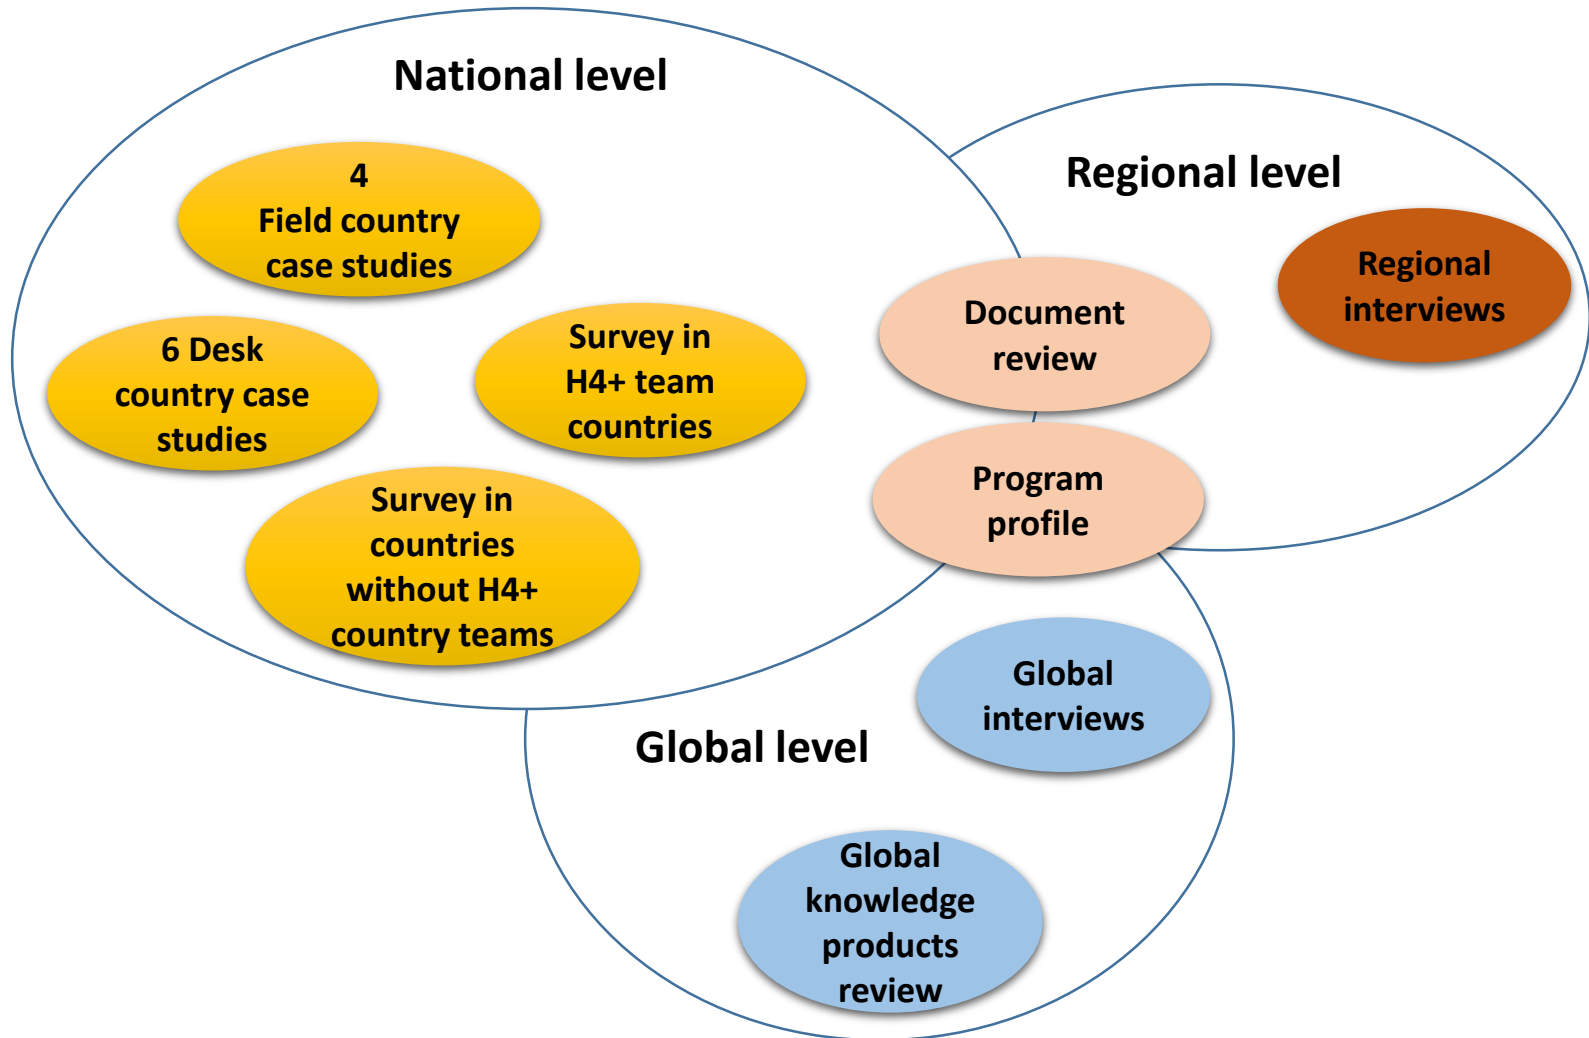 National level
4
Field country
case studies
6 Desk
country case
studies
Survey in
H4+ team
countries
Survey in
countries
without H4+
country teams
Regional level
Regional
interviews
Document
review
Program
profile
Global level
Global
interviews
Global
knowledge
products
review